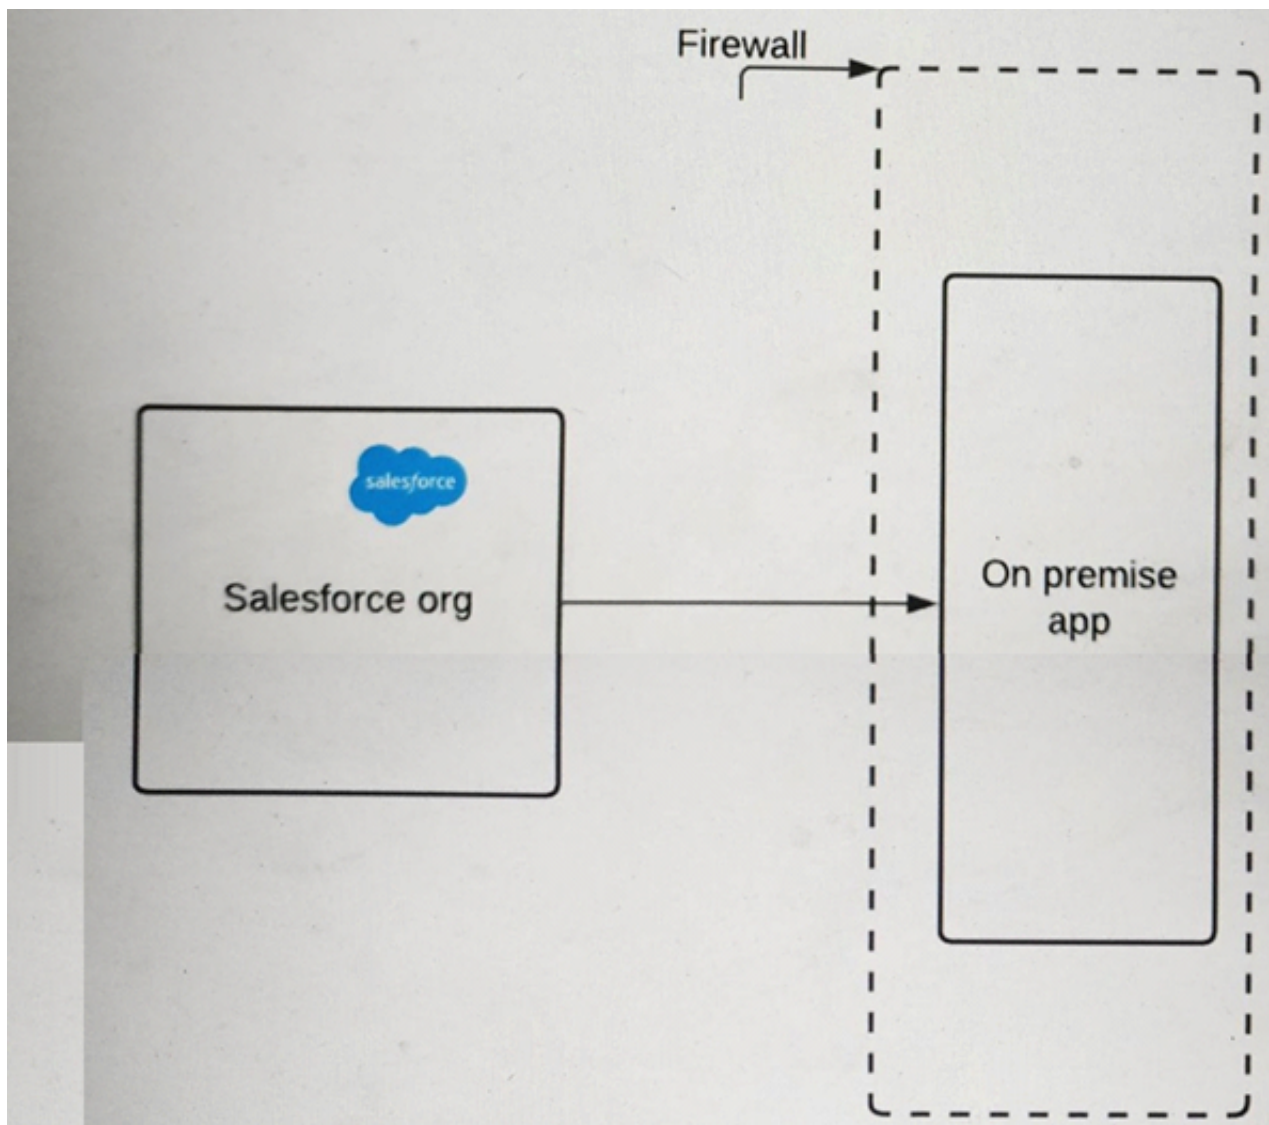 Firewall
salesforce
Salesforce org
On premise
app